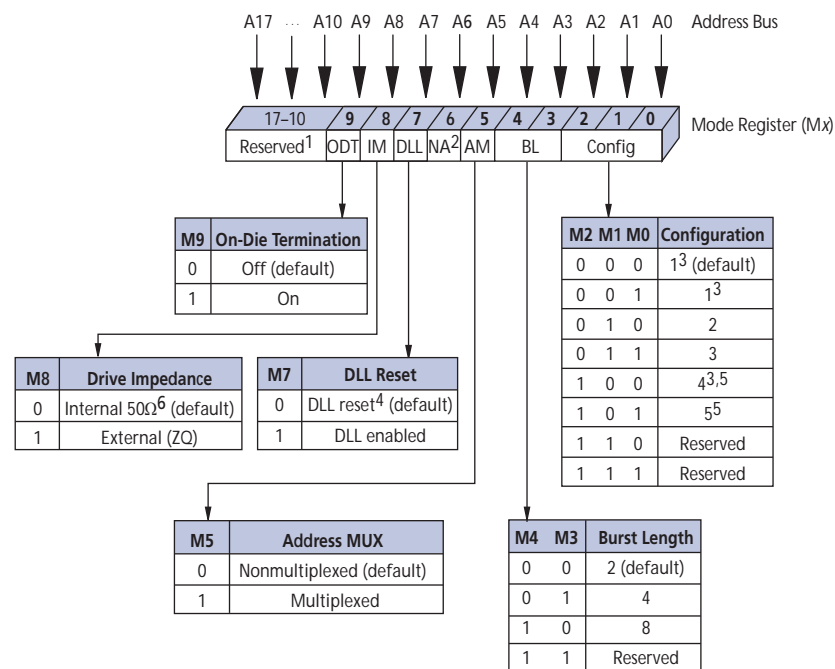 A17 ... A10 A9 A8 A7 A6 A5 A4 A3 A2 A1 A0 Address Bus
17–10 9 8 7 6 5 4 3 2 1 0 Mode Register (Mx)
Reserved1 ODT IM DLL NA2 AM BL Config
M9 On-Die Termination
0 Off (default)
1 On
M2 M1 M0 Configuration
0 0 0 13 (default)
0 0 1 13
0 1 0 2
0 1 1 3
1 0 0 43,5
1 0 1 55
1 1 0 Reserved
1 1 1 Reserved
M8 Drive Impedance
0 Internal 50Ω6 (default)
1 External (ZQ)
M7 DLL Reset
0 DLL reset4 (default)
1 DLL enabled
M5 Address MUX
0 Nonmultiplexed (default)
1 Multiplexed
M4 M3 Burst Length
0 0 2 (default)
0 1 4
1 0 8
1 1 Reserved